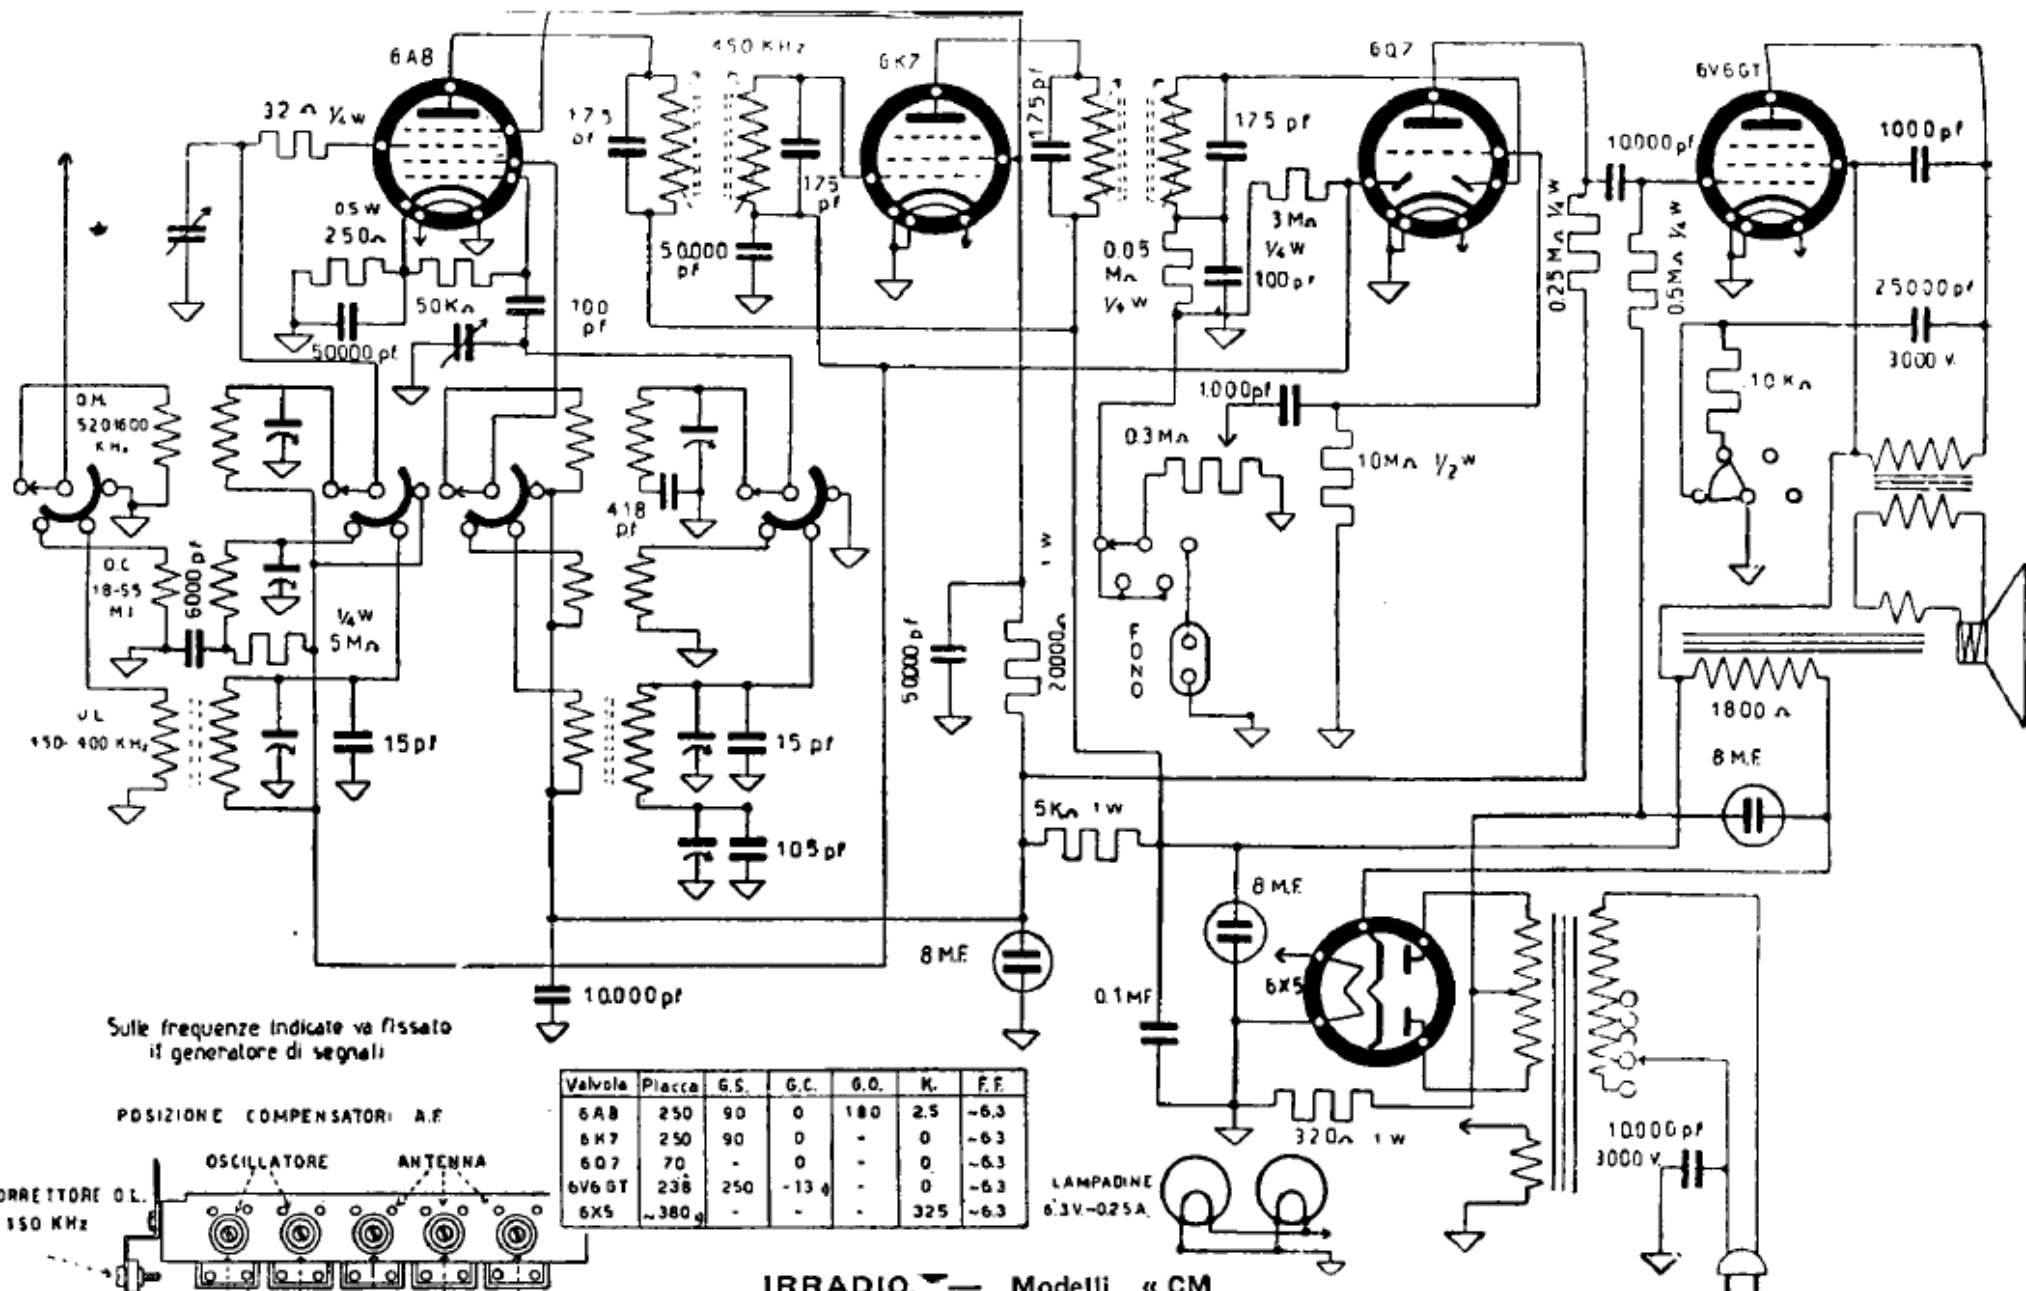 6A8
450 KHz
6K7
6Q7
6V6GT
32 Ω ¼ W
175 pf
175 pf
175 pf
175 pf
10.000 pf
1000 pf
0.5 W
250 Ω
50000 pf
50 KΩ
100 pf
50.000 pf
0.05 MΩ ¼ W
3 MΩ ¼ W
100 pf
0.25 MΩ ¼ W
0.5 MΩ ¼ W
25000 pf
3000 V.
10 KΩ
O.M.
520 1600 KHz
418 pf
1.000 pf
0.3 MΩ
10 MΩ ½ W
O.C.
18-55 M.
6000 pf
¼ W
5 MΩ
1 W
20000 Ω
50.000 pf
FONO
1800 Ω
8 M.F.
400 KHz
15 pf
15 pf
105 pf
5 KΩ 1 W
8 M.F.
8 M.F.
10.000 pf
0.1 MF
6X5
320 Ω 1 W
10.000 pf
3000 V.
Sulle frequenze indicate va fissato
il generatore di segnali
POSIZIONE COMPENSATORI A.F.
OSCILLATORE ANTENNA
O.L.
450 KHz
Valvola Placca G.S. G.C. G.O. K. F.F.
6A8 250 90 0 180 2.5 ~6.3
6K7 250 90 0 - 0 ~6.3
6Q7 70 - 0 - 0 ~6.3
6V6GT 238 250 -13 - 0 ~6.3
6X5 ~380 - - - 325 ~6.3
LAMPADINE
6.3 V.-0.25 A.
IRRADIO. — Modelli « CM